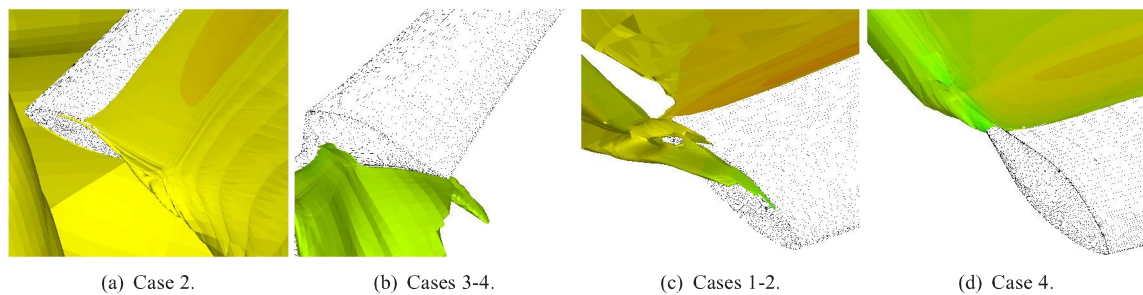 (a) Case 2.
(b) Cases 3-4.
(c) Cases 1-2.
(d) Case 4.